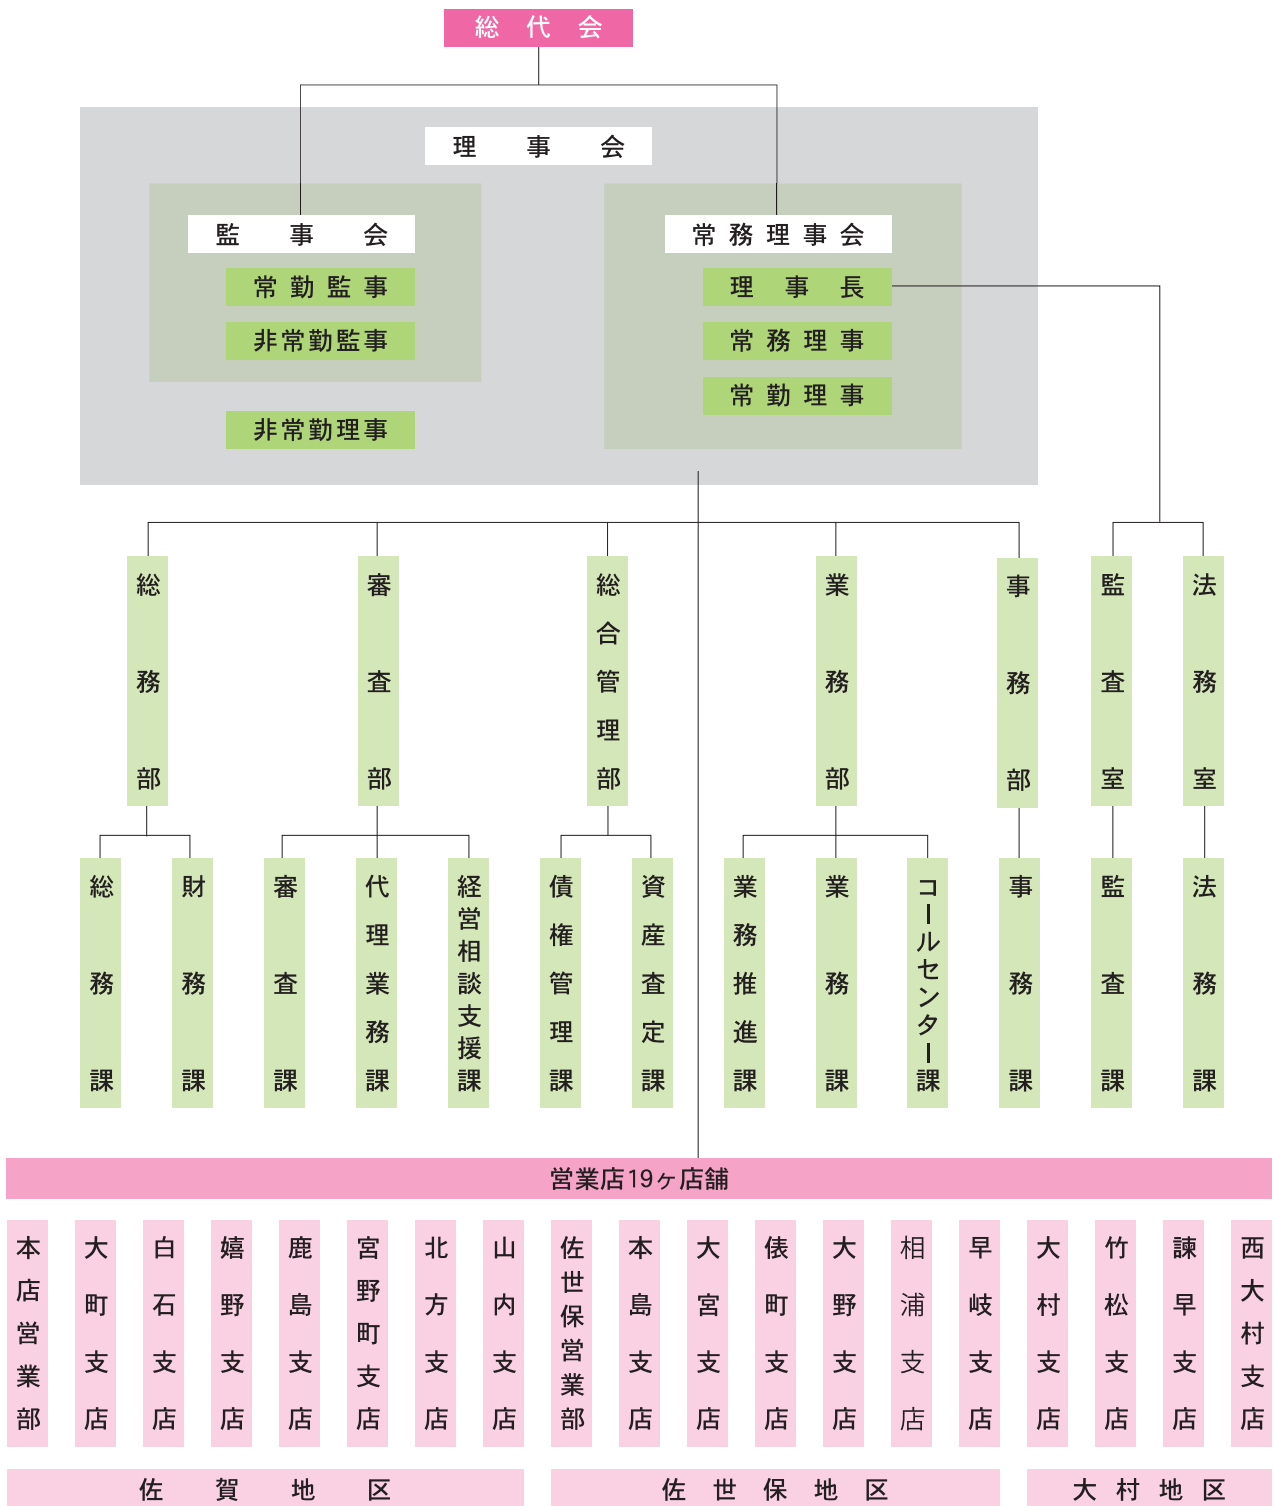 総代会
理事会
監事会
常務理事会
常勤監事
理事長
非常勤監事
常務理事
常勤理事
非常勤理事
総務部
審査部
総合管理部
業務部
事務部
監査室
法務室
総務課
財務課
審査課
代理業務課
経営相談支援課
債権管理課
資産査定課
業務推進課
業務課
コールセンター課
事務課
監査課
法務課
営業店19ヶ店舗
本店営業部
大町支店
白石支店
嬉野支店
鹿島支店
宮野町支店
北方支店
山内支店
佐世保営業部
本島支店
大宮支店
俵町支店
大野支店
相浦支店
早岐支店
大村支店
竹松支店
諫早支店
西大村支店
佐賀地区
佐世保地区
大村地区